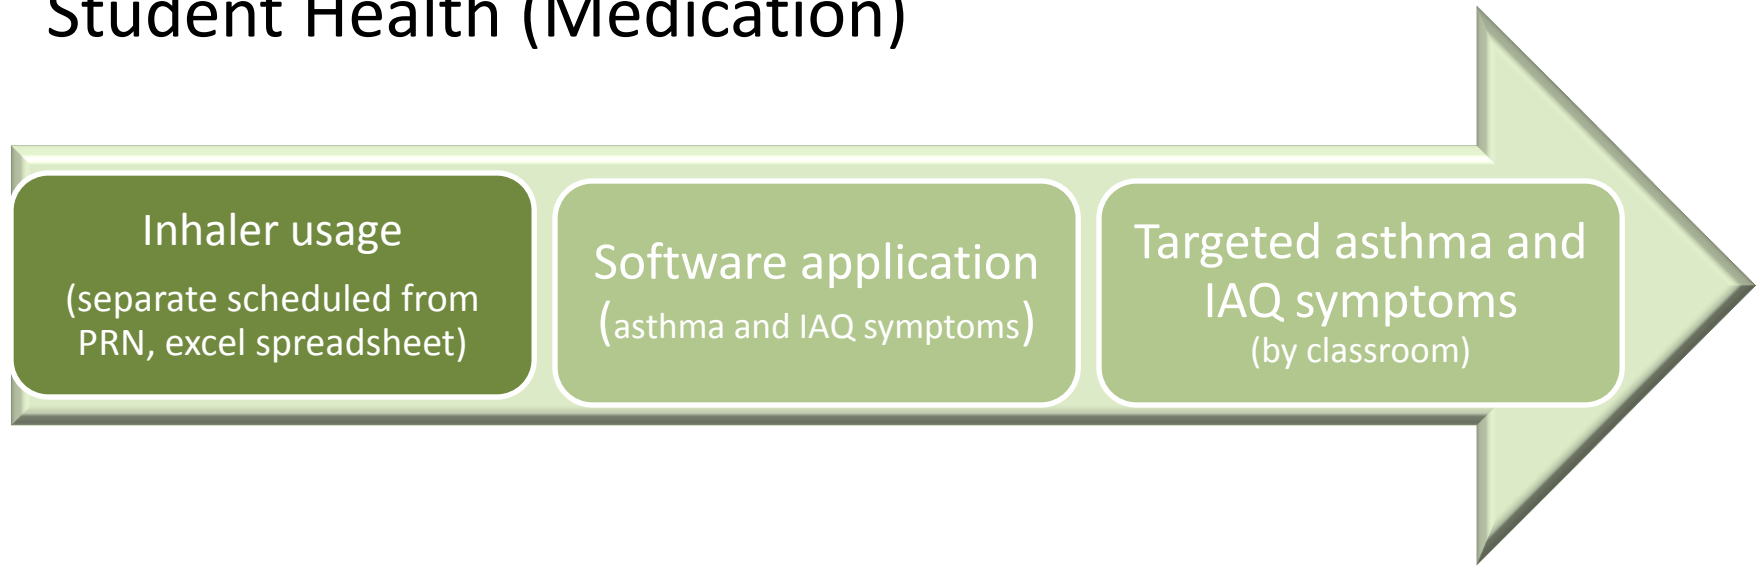 Student Health (Medication)
Inhaler usage
(separate scheduled from
PRN, excel spreadsheet)
Software application
(asthma and IAQ symptoms)
Targeted asthma and
IAQ symptoms
(by classroom)